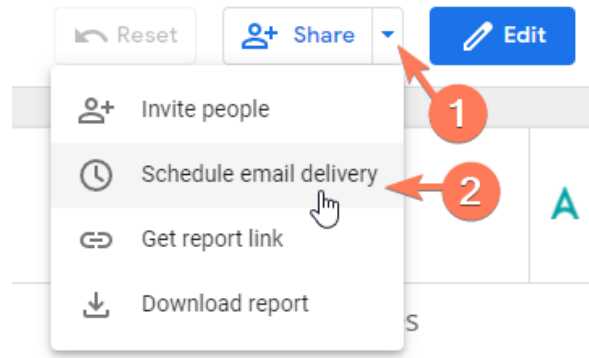 Reset Share Edit
1
Invite people
Schedule email delivery
2
A
Get report link
Download report
s